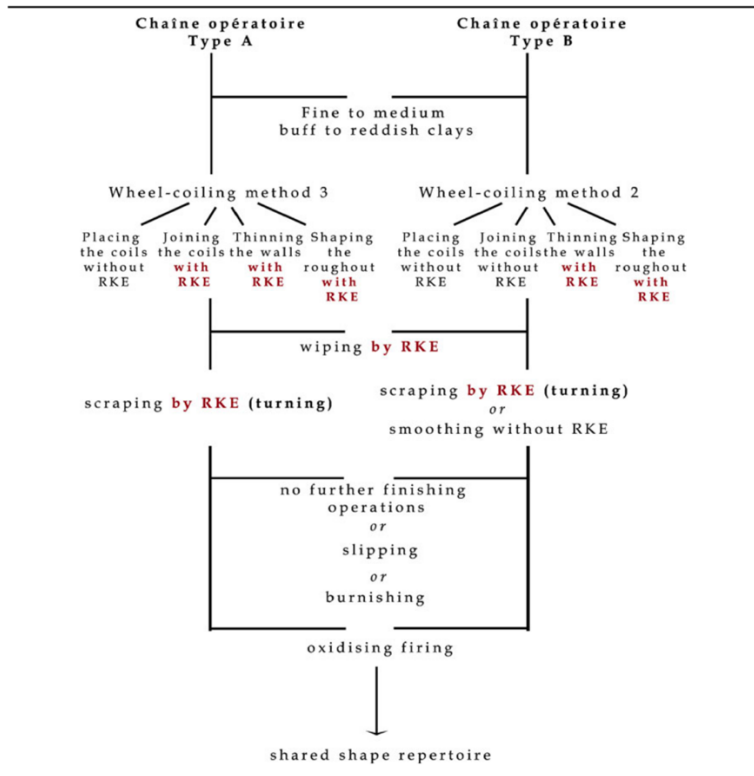 Chaîne opératoire
Type A
Chaîne opératoire
Type B
Fine to medium
buff to reddish clays
Wheel-coiling method 3
Wheel-coiling method 2
Placing
the coils
without
RKE
Joining
the coils
with
RKE
Thinning
the walls
with
RKE
Shaping
the
roughout
with
RKE
Placing
the coils
without
RKE
Joining
the coils
without
RKE
Thinning
the walls
with
RKE
Shaping
the
roughout
with
RKE
wiping by RKE
scraping by RKE (turning)
scraping by RKE (turning)
or
smoothing without RKE
no further finishing
operations
or
slipping
or
burnishing
oxidising firing
shared shape repertoire